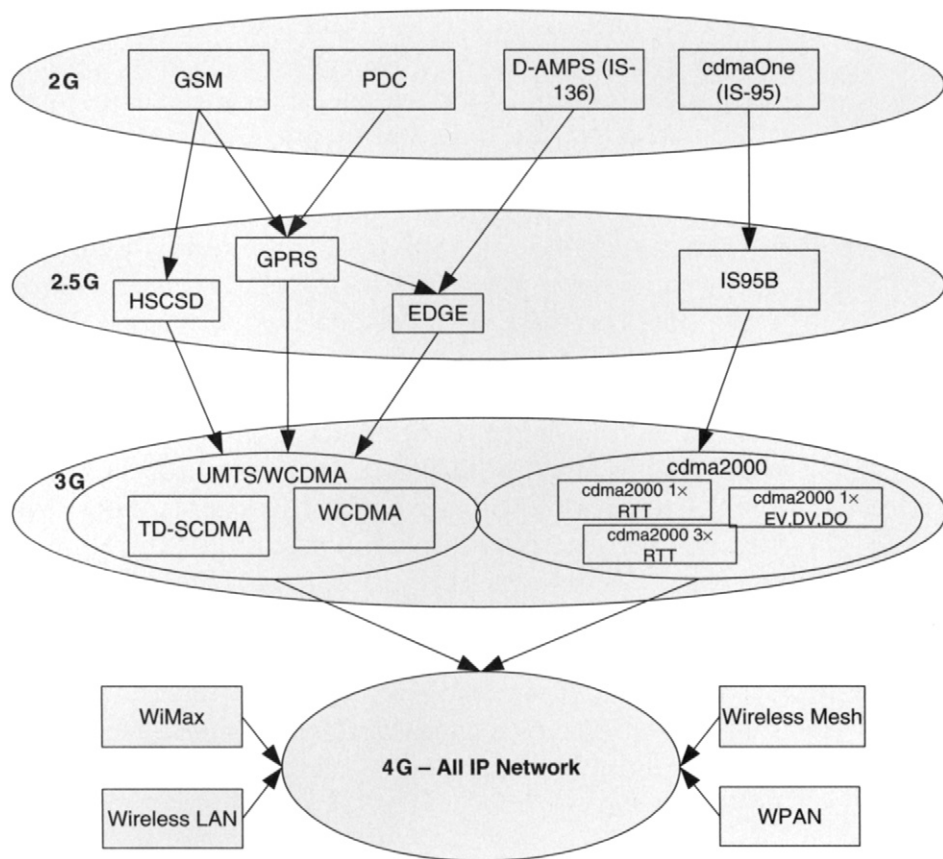 2G
GSM
PDC
D-AMPS (IS-
136)
cdmaOne
(IS-95)
2.5G
HSCSD
GPRS
EDGE
IS95B
3G
UMTS/WCDMA
TD-SCDMA
WCDMA
cdma2000
cdma2000 1×
RTT
cdma2000 1×
EV,DV,DO
cdma2000 3×
RTT
WiMax
Wireless LAN
4G – All IP Network
Wireless Mesh
WPAN